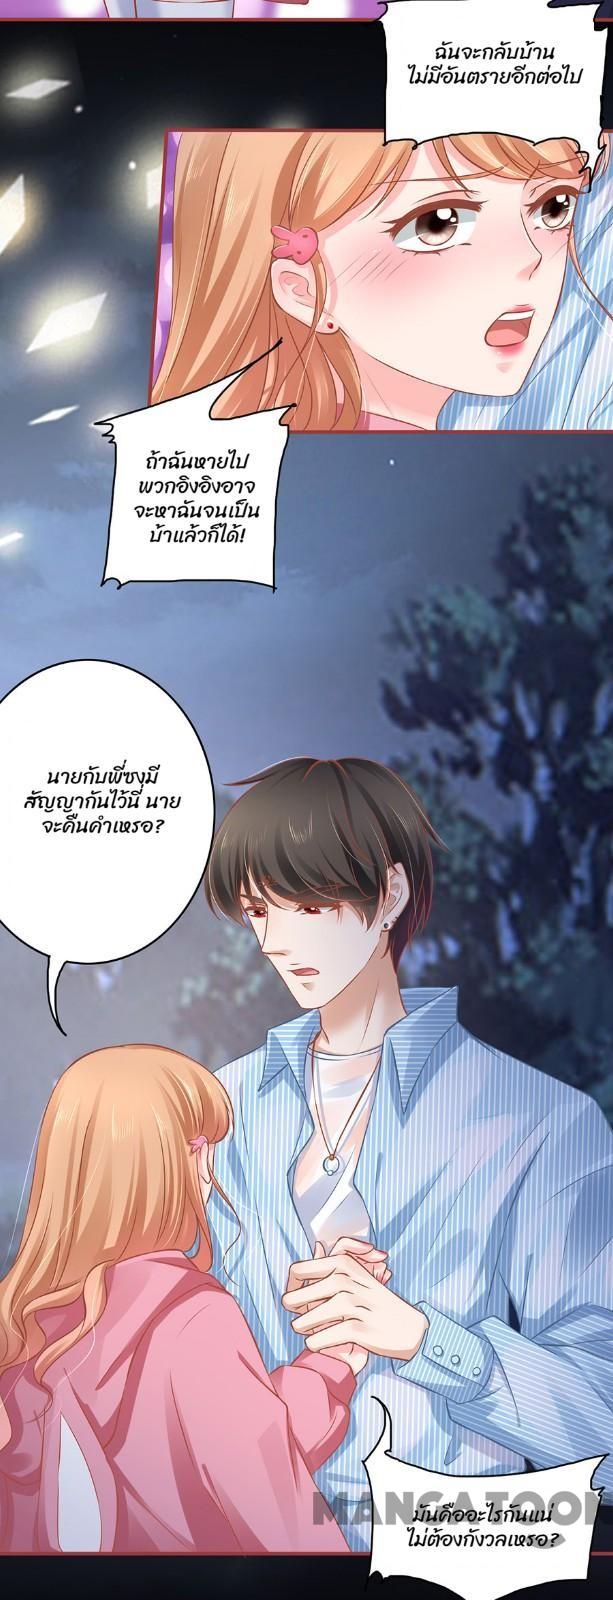 ฉันจะกลับบ้าน
ไม่มีอันตรายอีกต่อไป
ถ้าฉันหายไป
พวกอิงอิงอาจ
จะหาฉันจนเป็น
บ้าแล้วก็ได้!
นายกับพี่ซงมี
สัญญากันไว้นี่ นาย
จะคืนคำเหรอ?
MANGATOON
มันคืออะไรกันแน่
ไม่ต้องกังวลเหรอ?